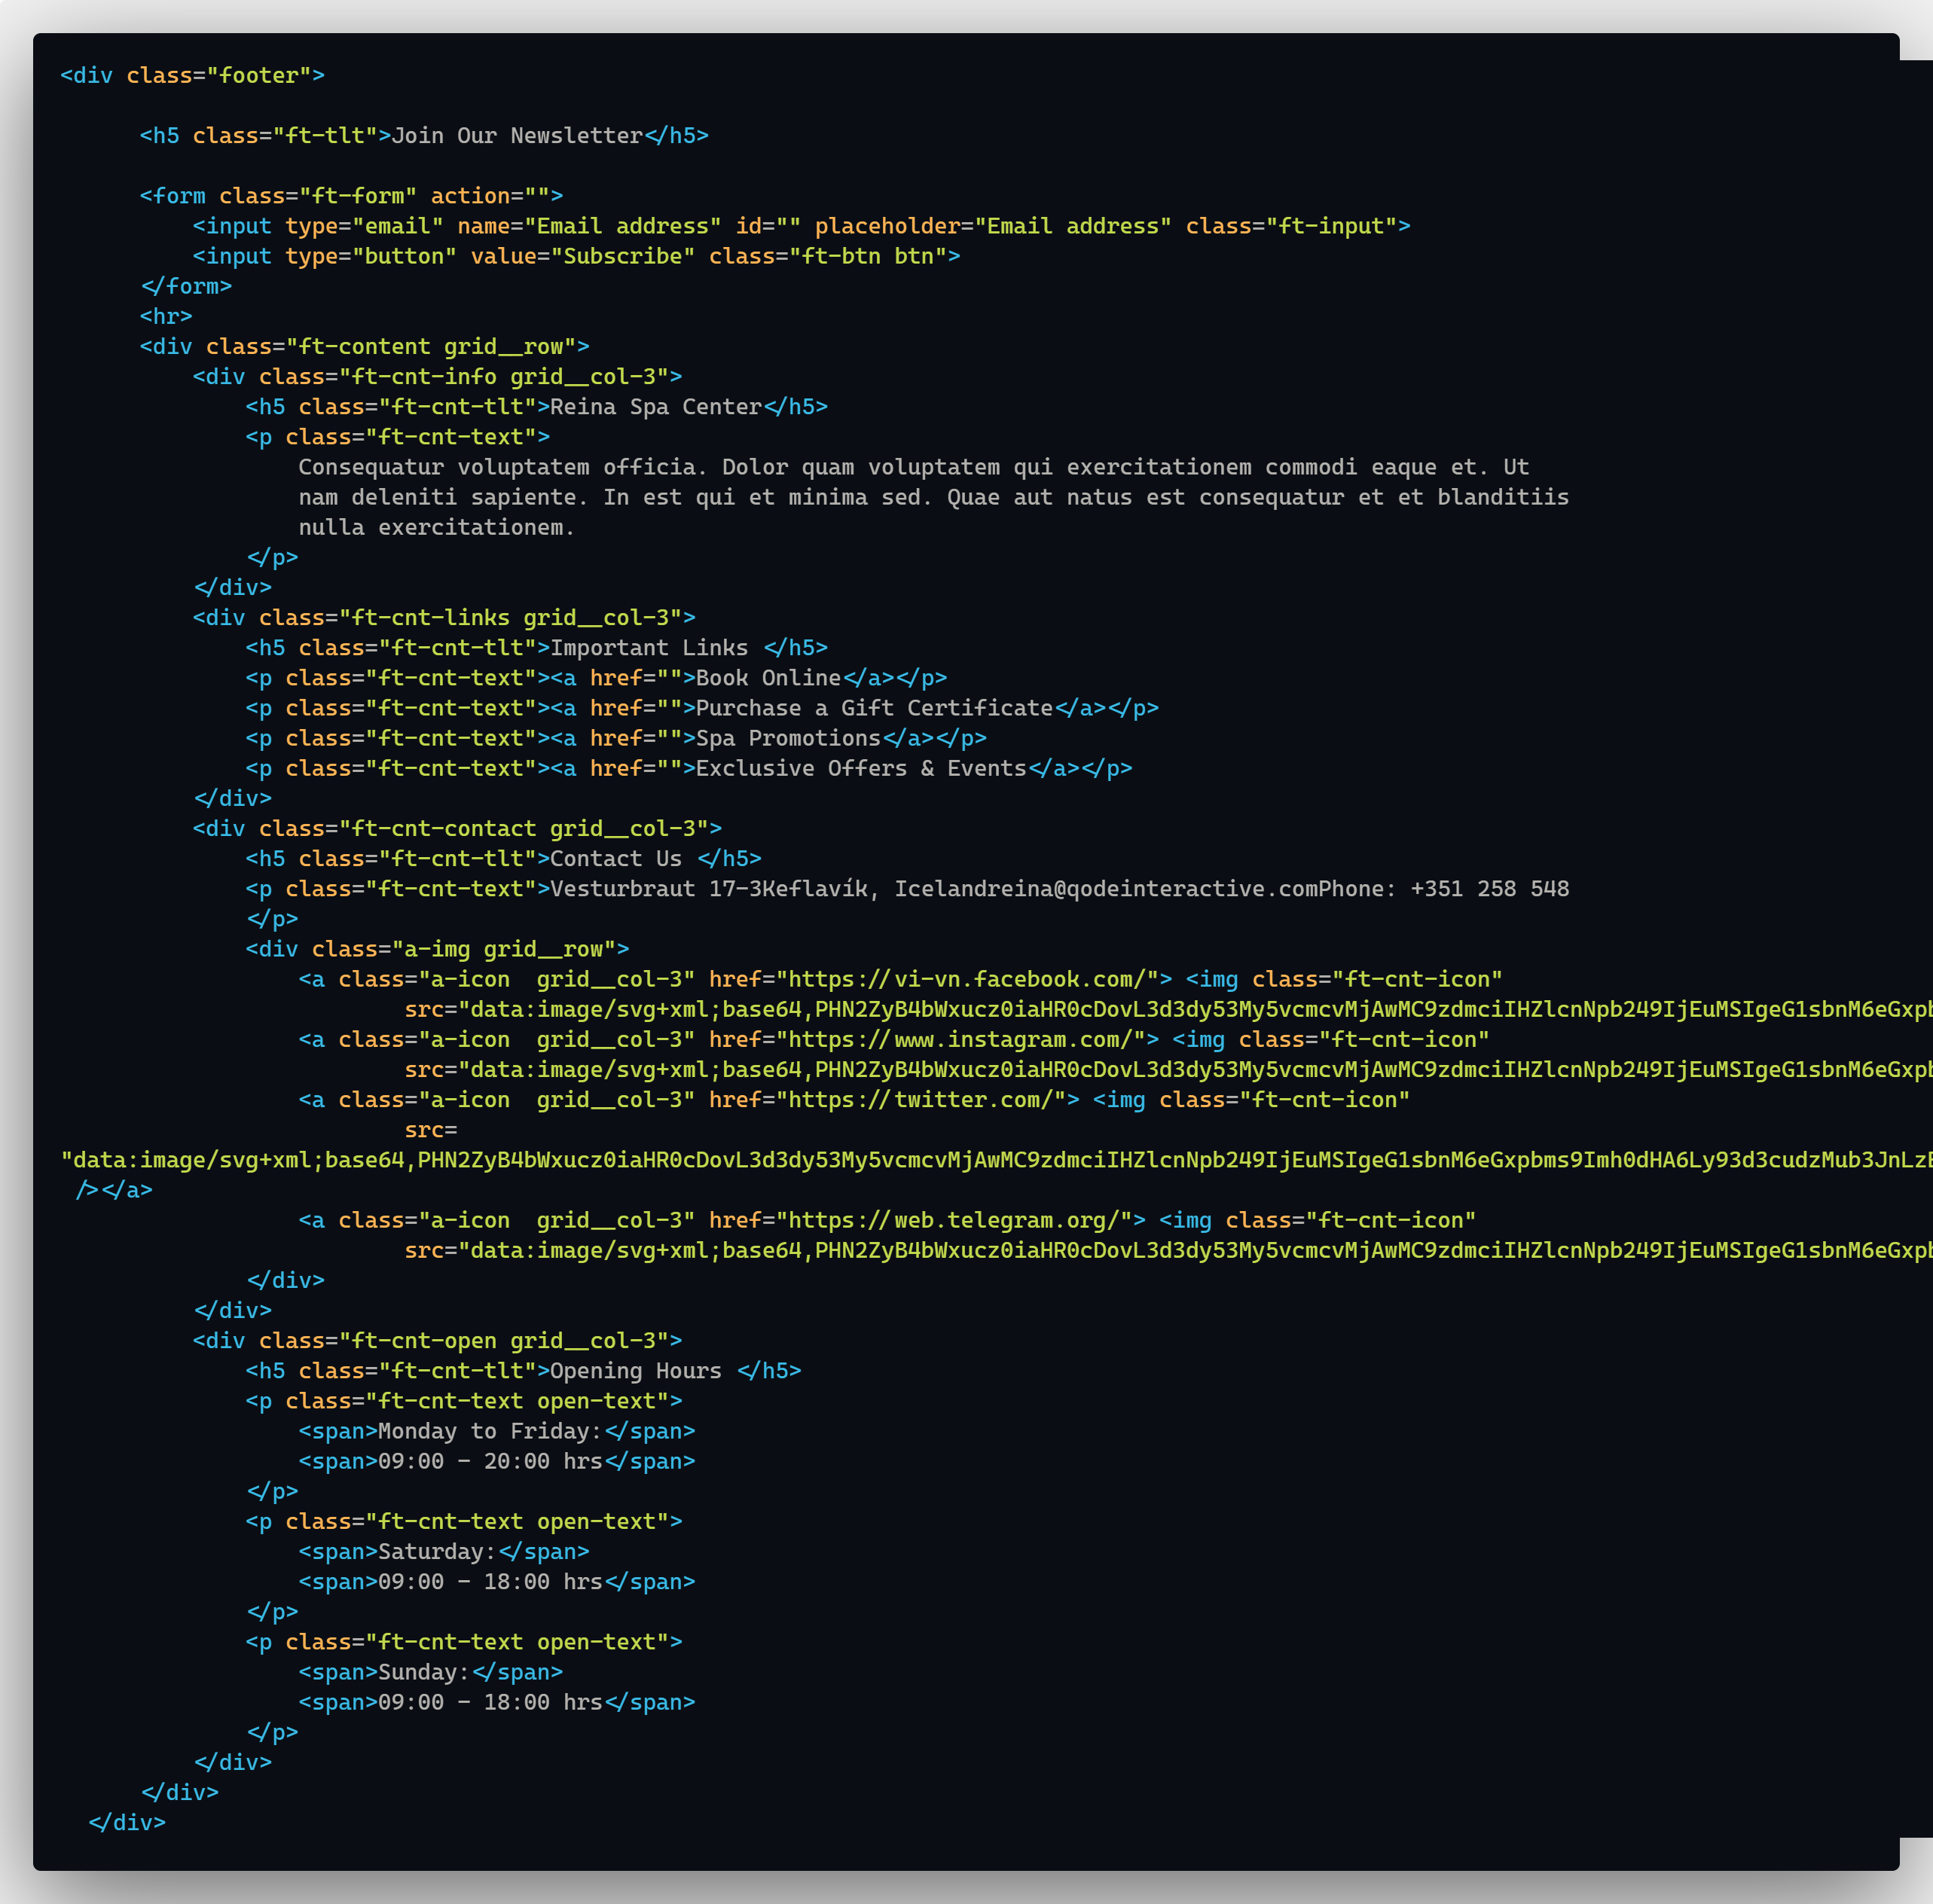 <div class="footer">
<h5 class="ft-tlt">Join Our Newsletter</h5>
<form class="ft-form" action="">
<input type="email" name="Email address" id="" placeholder="Email address" class="ft-input">
<input type="button" value="Subscribe" class="ft-btn btn">
</form>
<hr>
<div class="ft-content grid__row">
<div class="ft-cnt-info grid__col-3">
<h5 class="ft-cnt-tlt">Reina Spa Center</h5>
<p class="ft-cnt-text">
Consequatur voluptatem officia. Dolor quam voluptatem qui exercitationem commodi eaque et. Ut
nam deleniti sapiente. In est qui et minima sed. Quae aut natus est consequatur et et blanditiis
nulla exercitationem.
</p>
</div>
<div class="ft-cnt-links grid__col-3">
<h5 class="ft-cnt-tlt">Important Links </h5>
<p class="ft-cnt-text"><a href="">Book Online</a></p>
<p class="ft-cnt-text"><a href="">Purchase a Gift Certificate</a></p>
<p class="ft-cnt-text"><a href="">Spa Promotions</a></p>
<p class="ft-cnt-text"><a href="">Exclusive Offers & Events</a></p>
</div>
<div class="ft-cnt-contact grid__col-3">
<h5 class="ft-cnt-tlt">Contact Us </h5>
<p class="ft-cnt-text">Vesturbraut 17-3Keflavík, Icelandreina@qodeinteractive.comPhone: +351 258 548
</p>
<div class="a-img grid__row">
<a class="a-icon  grid__col-3" href="https://vi-vn.facebook.com/"> <img class="ft-cnt-icon"
src="data:image/svg+xml;base64,PHN2ZyB4bWxucz0iaHR0cDovL3d3dy53My5vcmcvMjAwMC9zdmciIHZlcnNpb249IjEuMSIgeG1sbnM6eGxpb
<a class="a-icon  grid__col-3" href="https://www.instagram.com/"> <img class="ft-cnt-icon"
src="data:image/svg+xml;base64,PHN2ZyB4bWxucz0iaHR0cDovL3d3dy53My5vcmcvMjAwMC9zdmciIHZlcnNpb249IjEuMSIgeG1sbnM6eGxpb
<a class="a-icon  grid__col-3" href="https://twitter.com/"> <img class="ft-cnt-icon"
src=
"data:image/svg+xml;base64,PHN2ZyB4bWxucz0iaHR0cDovL3d3dy53My5vcmcvMjAwMC9zdmciIHZlcnNpb249IjEuMSIgeG1sbnM6eGxpbms9Imh0dHA6Ly93d3cudzMub3JnLzE
/></a>
<a class="a-icon  grid__col-3" href="https://web.telegram.org/"> <img class="ft-cnt-icon"
src="data:image/svg+xml;base64,PHN2ZyB4bWxucz0iaHR0cDovL3d3dy53My5vcmcvMjAwMC9zdmciIHZlcnNpb249IjEuMSIgeG1sbnM6eGxpb
</div>
</div>
<div class="ft-cnt-open grid__col-3">
<h5 class="ft-cnt-tlt">Opening Hours </h5>
<p class="ft-cnt-text open-text">
<span>Monday to Friday:</span>
<span>09:00 - 20:00 hrs</span>
</p>
<p class="ft-cnt-text open-text">
<span>Saturday:</span>
<span>09:00 - 18:00 hrs</span>
</p>
<p class="ft-cnt-text open-text">
<span>Sunday:</span>
<span>09:00 - 18:00 hrs</span>
</p>
</div>
</div>
</div>